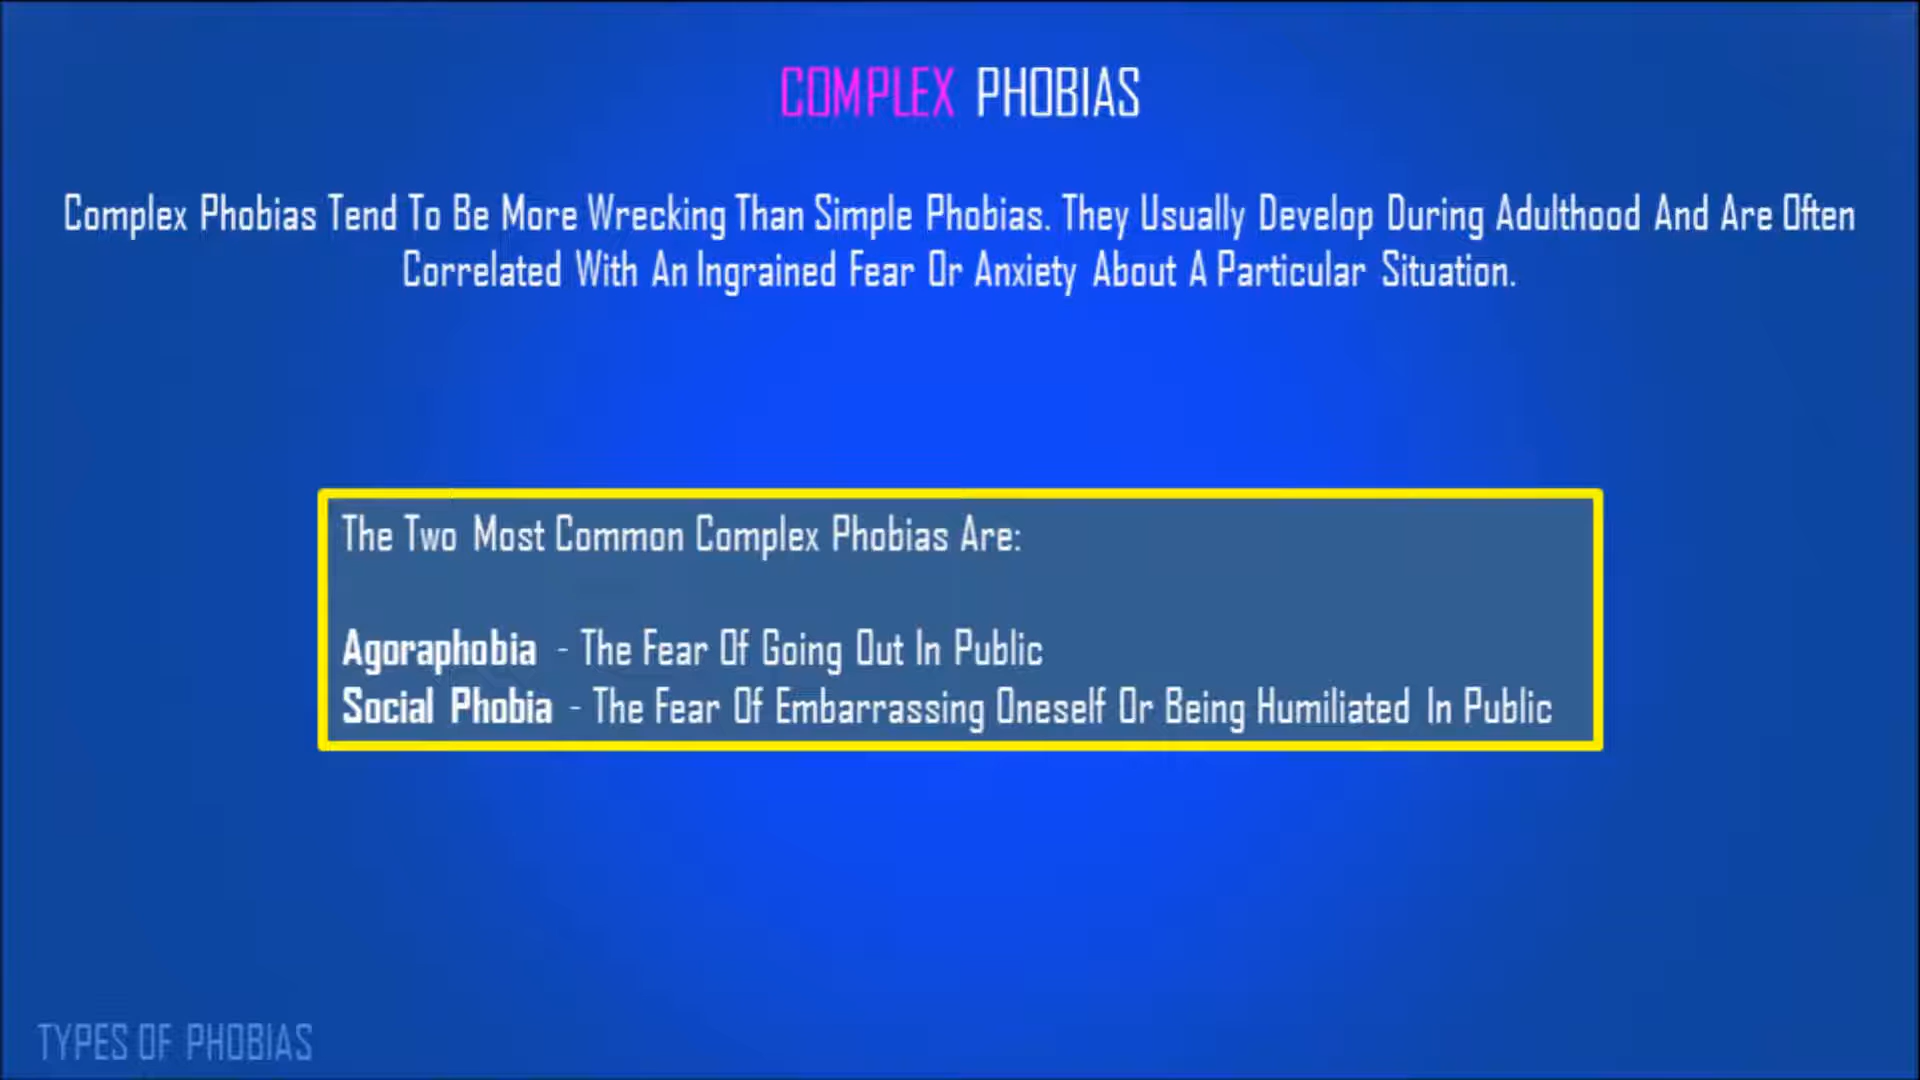 COMPLEX PHOBIAS
Complex Phobias Tend To Be More Wrecking Than Simple Phobias. They Usually Develop During Adulthood And Are Often
Correlated With An Ingrained Fear Or Anxiety About A Particular Situation.
The Two Most Common Complex Phobias Are:
Agoraphobia - The Fear Of Going Out In Public
Social Phobia - The Fear Of Embarrassing Oneself Or Being Humiliated In Public
TYPES OF PHOBIAS